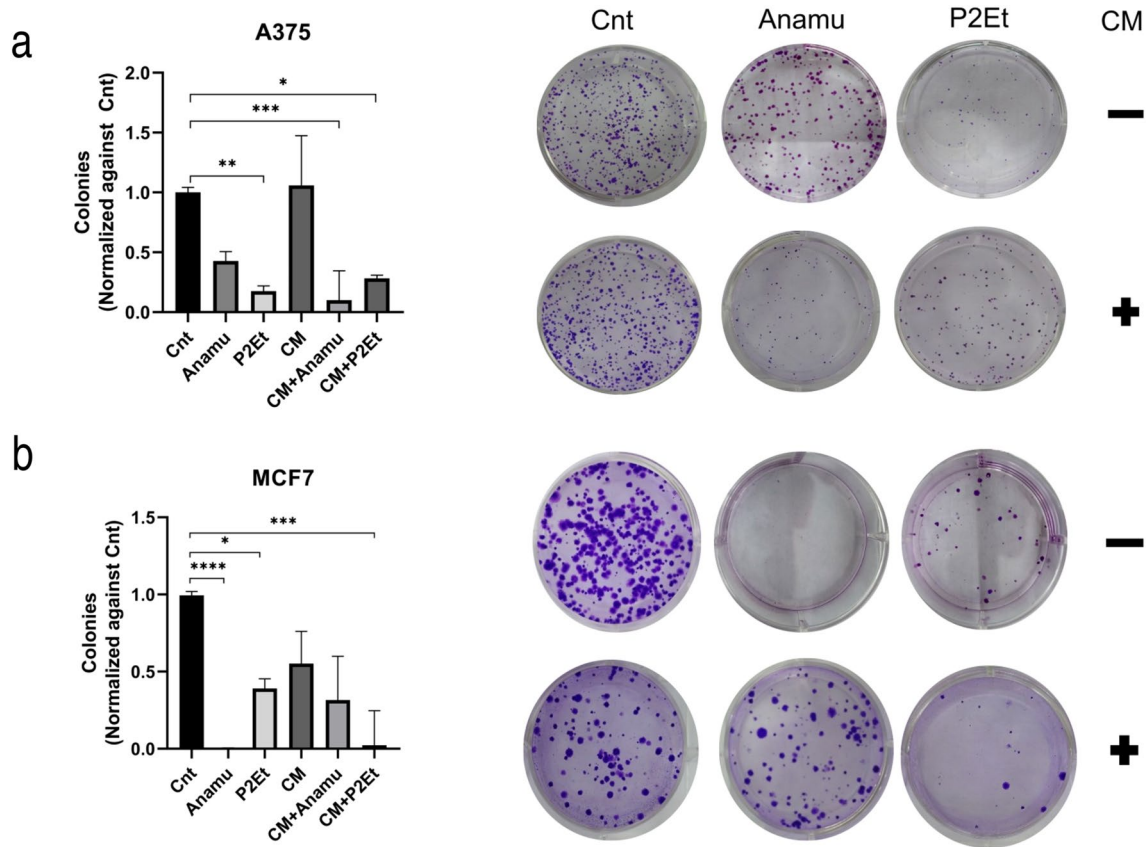 a
A375
Colonies
(Normalized against Cnt)
2.0
1.5
1.0
0.5
0.0
*
***
**
Cnt
Anamu
P2Et
CM
CM+Anamu
CM+P2Et
Cnt
Anamu
P2Et
CM
−
+
b
MCF7
Colonies
(Normalized against Cnt)
1.5
1.0
0.5
0.0
***
*
****
Cnt
Anamu
P2Et
CM
CM+Anamu
CM+P2Et
−
+